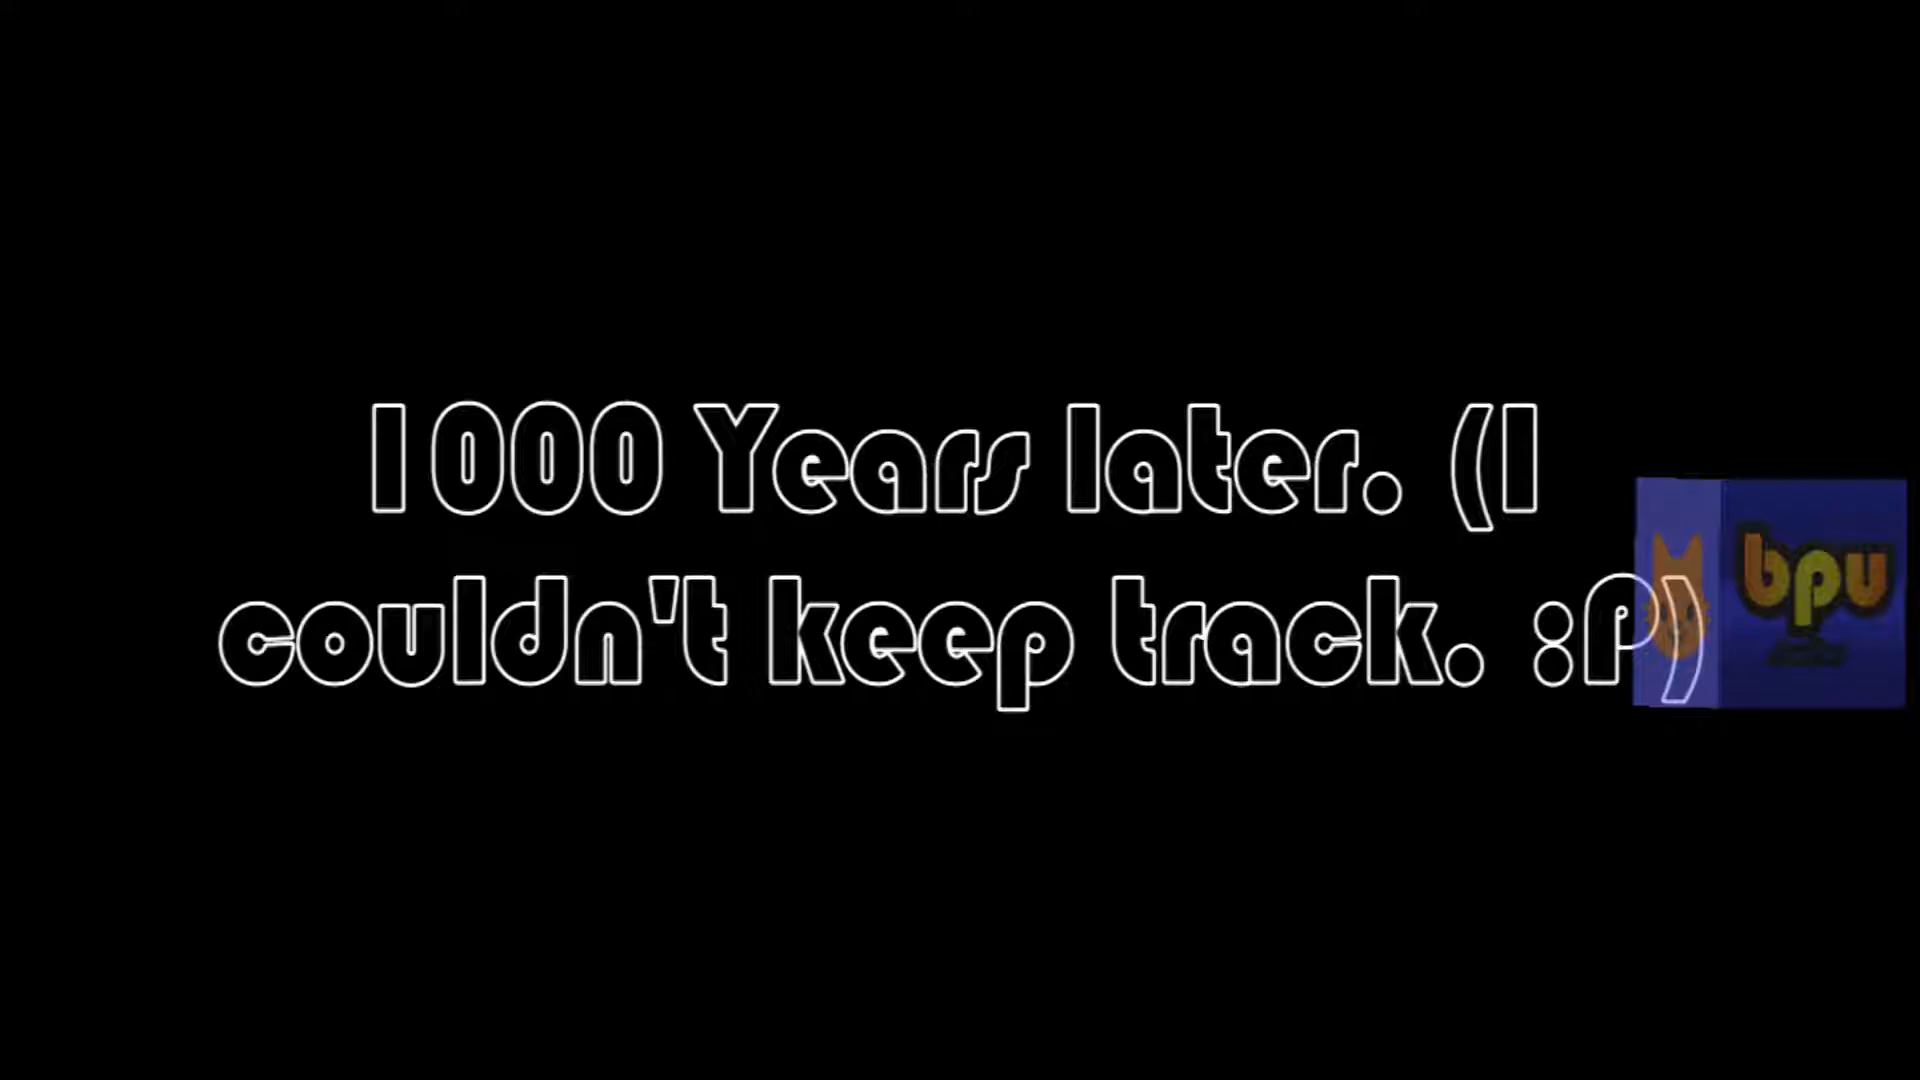 1000 Years later. (I
couldn't keep track. :P)
bpu